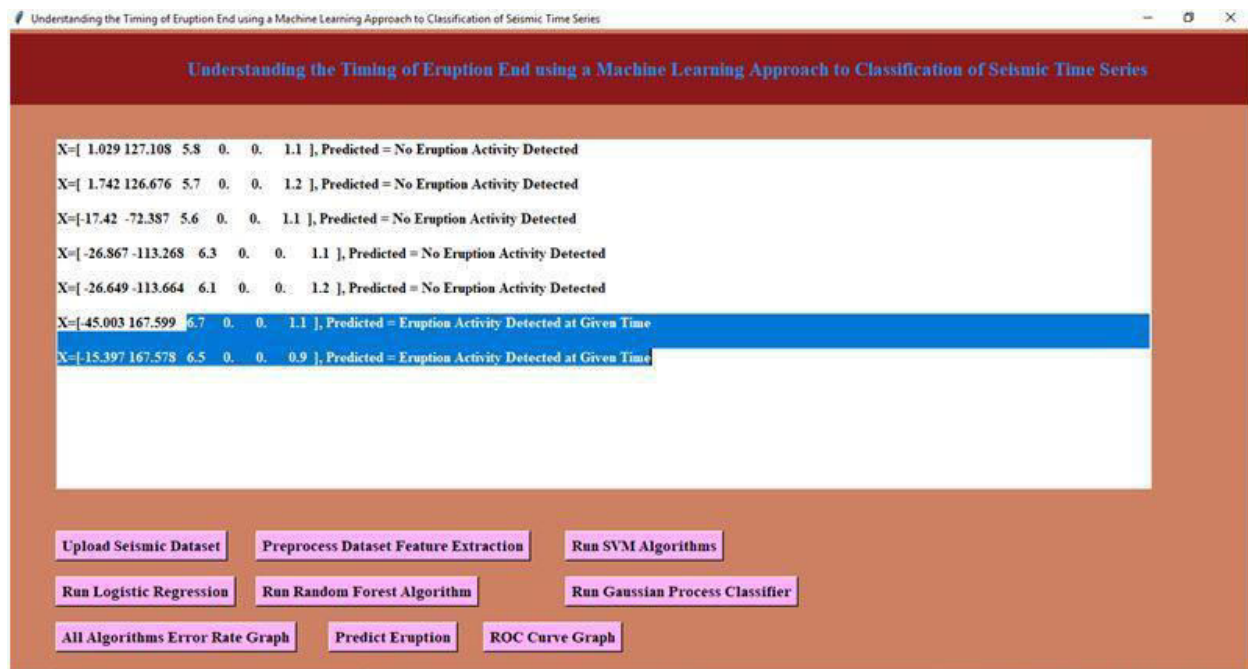 Understanding the Timing of Eruption End using a Machine Learning Approach to Classification of Seismic Time Series
Understanding the Timing of Eruption End using a Machine Learning Approach to Classification of Seismic Time Series
X=[ 1.029 127.108 5.8 0. 0. 1.1 ], Predicted = No Eruption Activity Detected
X=[ 1.742 126.676 5.7 0. 0. 1.2 ], Predicted = No Eruption Activity Detected
X=[-17.42 -72.387 5.6 0. 0. 1.1 ], Predicted = No Eruption Activity Detected
X=[ -26.867 -113.268 6.3 0. 0. 1.1 ], Predicted = No Eruption Activity Detected
X=[ -26.649 -113.664 6.1 0. 0. 1.2 ], Predicted = No Eruption Activity Detected
X=[-45.003 167.599 6.7 0. 0. 1.1 ], Predicted = Eruption Activity Detected at Given Time
X=[-15.397 167.578 6.5 0. 0. 0.9 ], Predicted = Eruption Activity Detected at Given Time
Upload Seismic Dataset Preprocess Dataset Feature Extraction Run SVM Algorithms
Run Logistic Regression Run Random Forest Algorithm Run Gaussian Process Classifier
All Algorithms Error Rate Graph Predict Eruption ROC Curve Graph